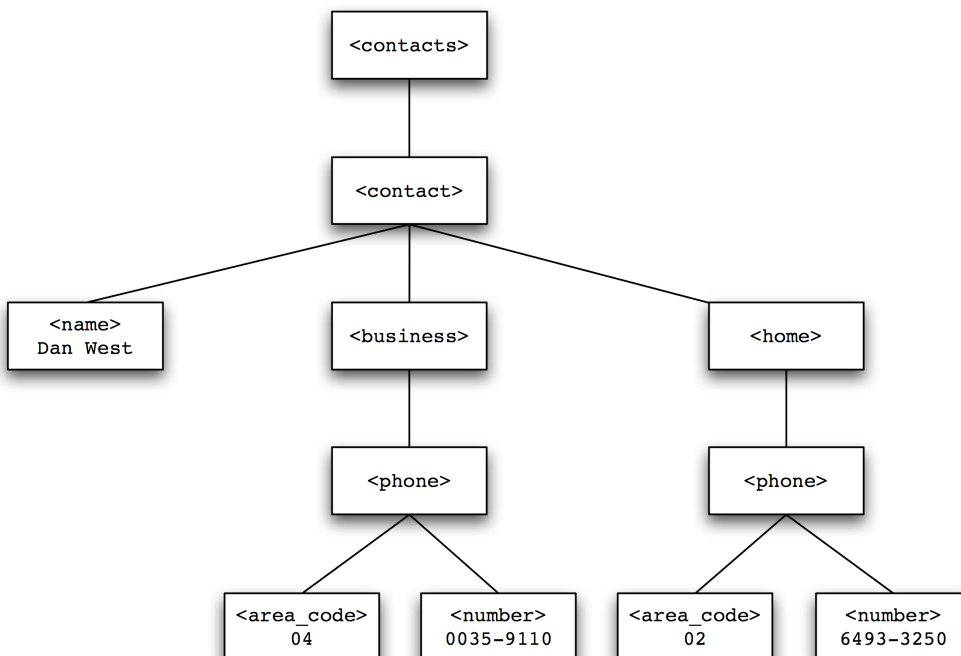 <contacts>
<contact>
<name>
Dan West
<business>
<home>
<phone>
<phone>
<area_code>
04
<number>
0035-9110
<area_code>
02
<number>
6493-3250